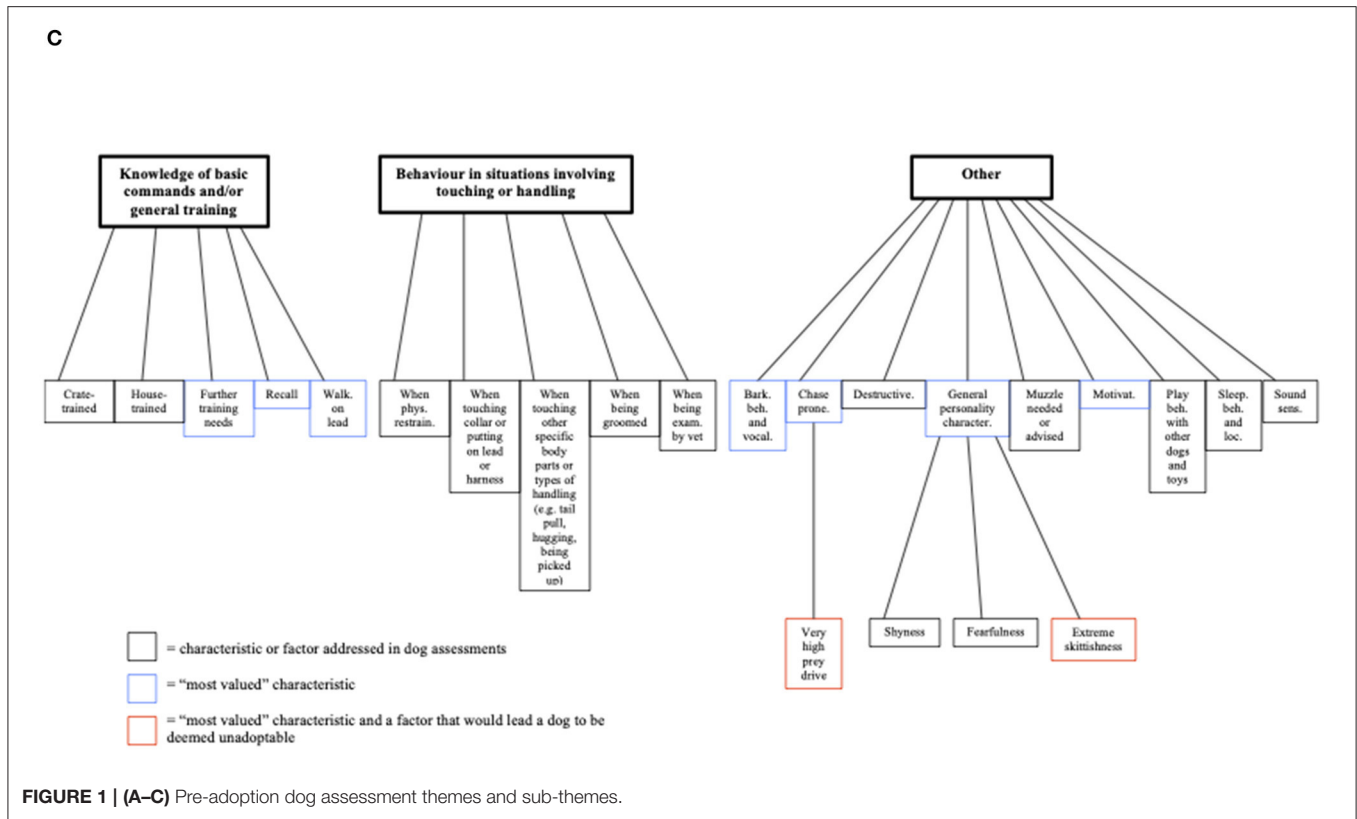 C
Knowledge of basic
commands and/or
general training
Behaviour in situations involving
touching or handling
Other
Crate-
trained
House-
trained
Further
training
needs
Recall
Walk.
on
lead
When
phys.
restrain.
When
touching
collar or
putting
on lead
or
harness
When
touching
other
specific
body
parts or
types of
handling
(e.g. tail
pull,
hugging,
being
picked
up)
When
being
groomed
When
being
exam.
by vet
Bark.
beh.
and
vocal.
Chase
prone.
Destructive.
General
personality
character.
Muzzle
needed
or
advised
Motivat.
Play
beh.
with
other
dogs
and
toys
Sleep.
beh.
and
loc.
Sound
sens.
Very
high
prey
drive
Shyness
Fearfulness
Extreme
skittishness
= characteristic or factor addressed in dog assessments
= “most valued” characteristic
= “most valued” characteristic and a factor that would lead a dog to be
deemed unadoptable
FIGURE 1 | (A–C) Pre-adoption dog assessment themes and sub-themes.